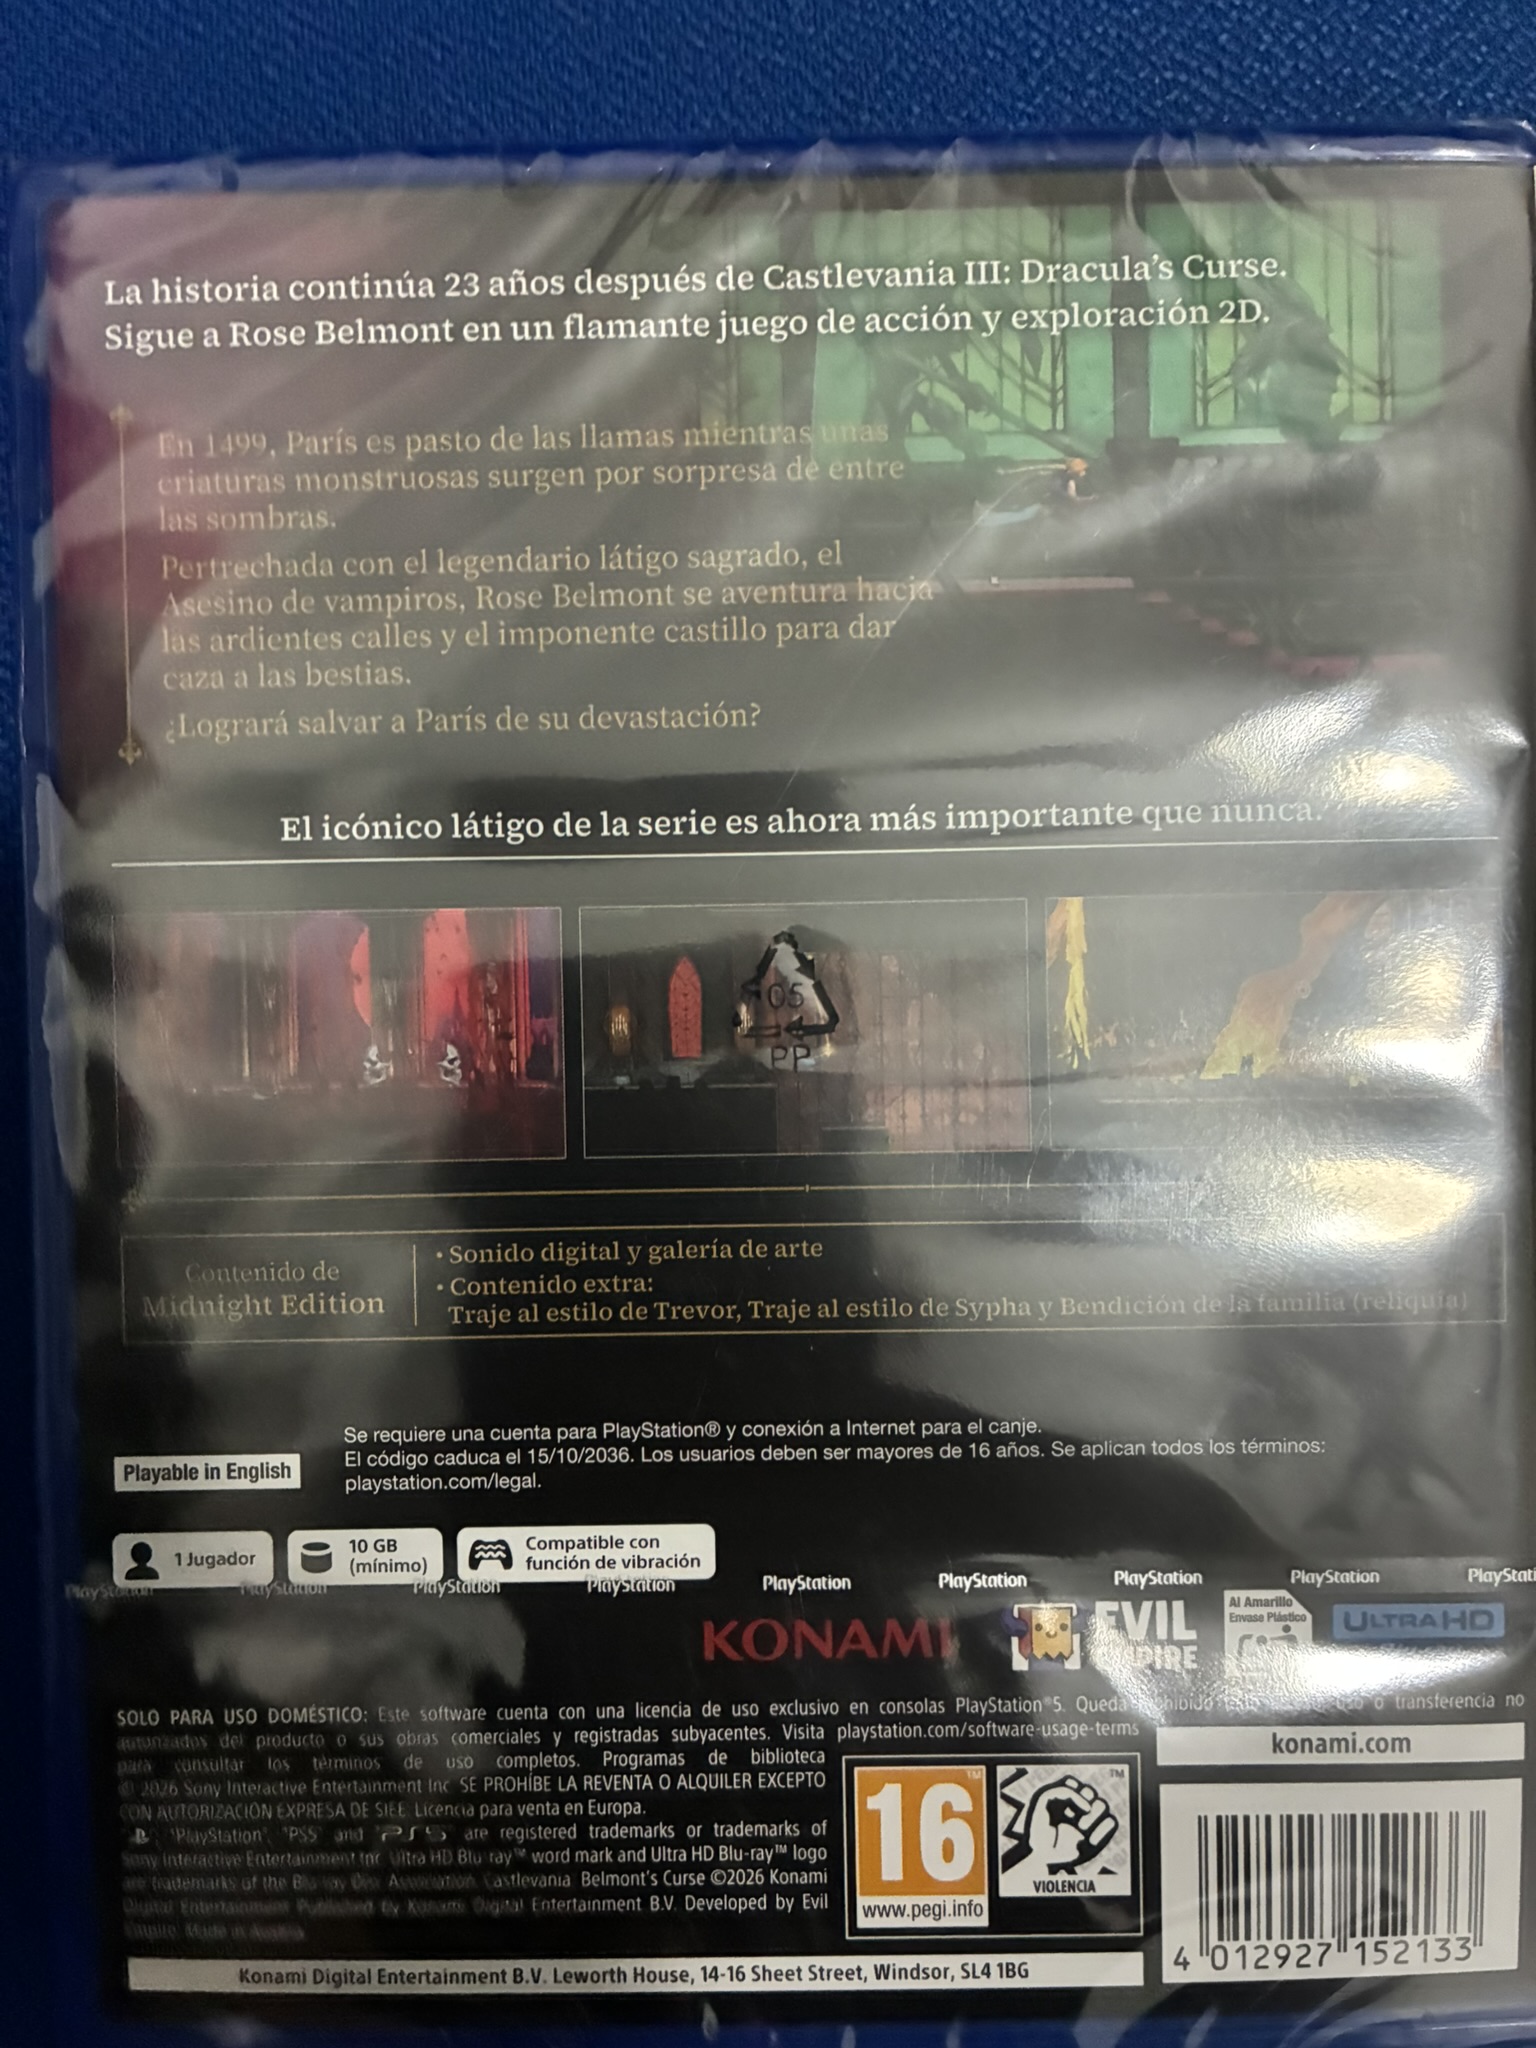 La historia continúa 23 años después de Castlevania III: Dracula's Curse.
Sigue a Rose Belmont en un flamante juego de acción y exploración 2D.
En 1499, París es pasto de las llamas mientras unas
criaturas monstruosas surgen por sorpresa de entre
las sombras.
Pertrechada con el legendario látigo sagrado, el
Asesino de vampiros, Rose Belmont se aventura hacia
las ardientes calles y el imponente castillo para dar
caza a las bestias.
¿Logrará salvar a París de su devastación?
El icónico látigo de la serie es ahora más importante que nunca.
05
PP
Contenido de
Midnight Edition
• Sonido digital y galería de arte
• Contenido extra:
Traje al estilo de Trevor, Traje al estilo de Sypha y Bendición de la familia (reliquia)
Playable in English
Se requiere una cuenta para PlayStation® y conexión a Internet para el canje.
El código caduca el 15/10/2036. Los usuarios deben ser mayores de 16 años. Se aplican todos los términos:
playstation.com/legal.
1 Jugador
10 GB
(mínimo)
Compatible con
función de vibración
PlayStation PlayStation PlayStation PlayStation PlayStation PlayStation PlayStation PlayStation PlayStati
KONAMI
EVIL
EMPIRE
Al Amarillo
Envase Plástico
ULTRA HD
SOLO PARA USO DOMÉSTICO: Este software cuenta con una licencia de uso exclusivo en consolas PlayStation®5. Queda o transferencia no
autorizados del producto o sus obras comerciales y registradas subyacentes. Visita playstation.com/software-usage-terms
para consultar los términos de uso completos. Programas de biblioteca
© 2026 Sony Interactive Entertainment Inc. SE PROHÍBE LA REVENTA O ALQUILER EXCEPTO
CON AUTORIZACIÓN EXPRESA DE SIEE. Licencia para venta en Europa.
"PlayStation", "PS5" and PS5 are registered trademarks or trademarks of
Sony Interactive Entertainment Inc. Ultra HD Blu-ray™ word mark and Ultra HD Blu-ray™ logo
are trademarks of the Blu-ray Disc Association. Castlevania Belmont's Curse ©2026 Konami
Digital Entertainment Published by Konami Digital Entertainment B.V. Developed by Evil
Empire. Made in Austria
konami.com
16
www.pegi.info
VIOLENCIA
4 012927 152133
Konami Digital Entertainment B.V. Leworth House, 14-16 Sheet Street, Windsor, SL4 1BG